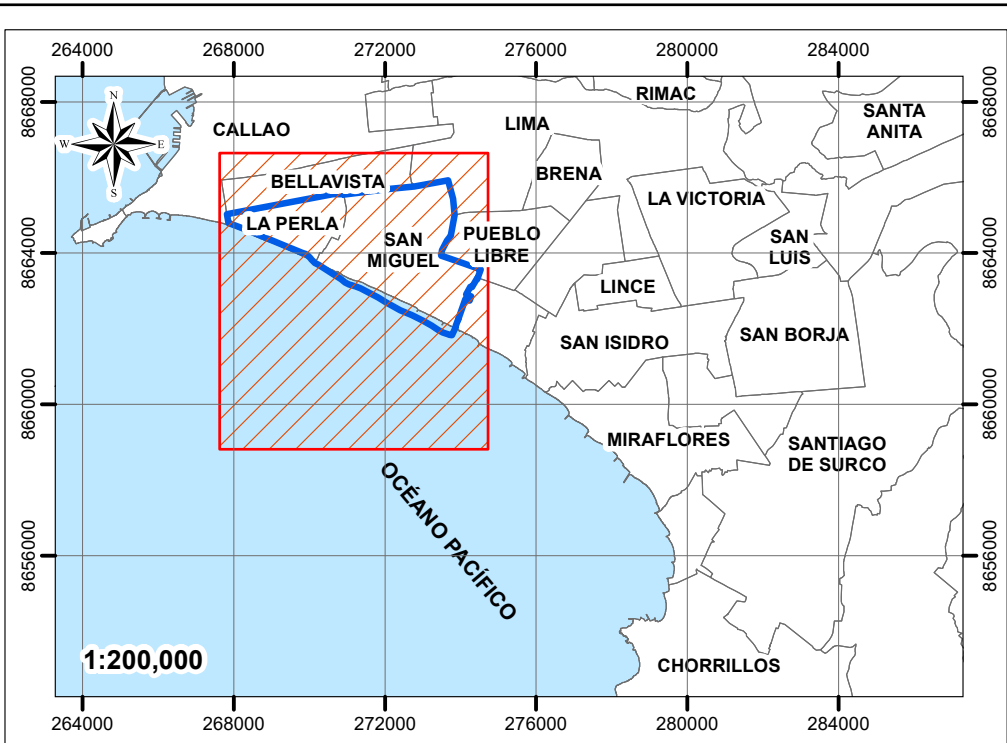 264000 268000 272000 276000 280000 284000
8668000
8664000
8660000
8656000
N
W E
S
CALLAO
RIMAC
LIMA
SANTA
ANITA
BELLAVISTA
BRENA
LA VICTORIA
LA PERLA
SAN
MIGUEL
PUEBLO
LIBRE
SAN
LUIS
LINCE
SAN ISIDRO
SAN BORJA
MIRAFLORES
SANTIAGO
DE SURCO
OCÉANO PACÍFICO
CHORRILLOS
1:200,000
8668000
8664000
8660000
8656000
264000 268000 272000 276000 280000 284000